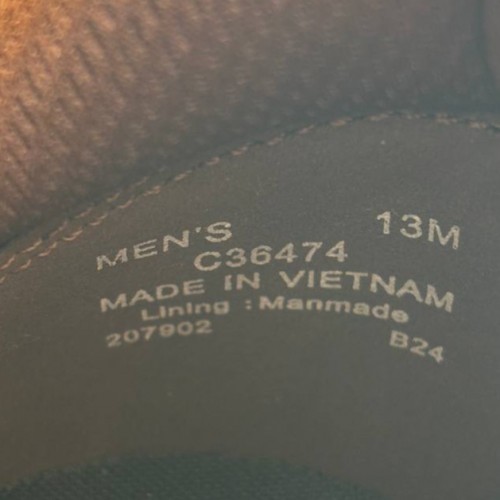 MEN'S 13M
C36474
MADE IN VIETNAM
Lining : Manmade
207902 B24